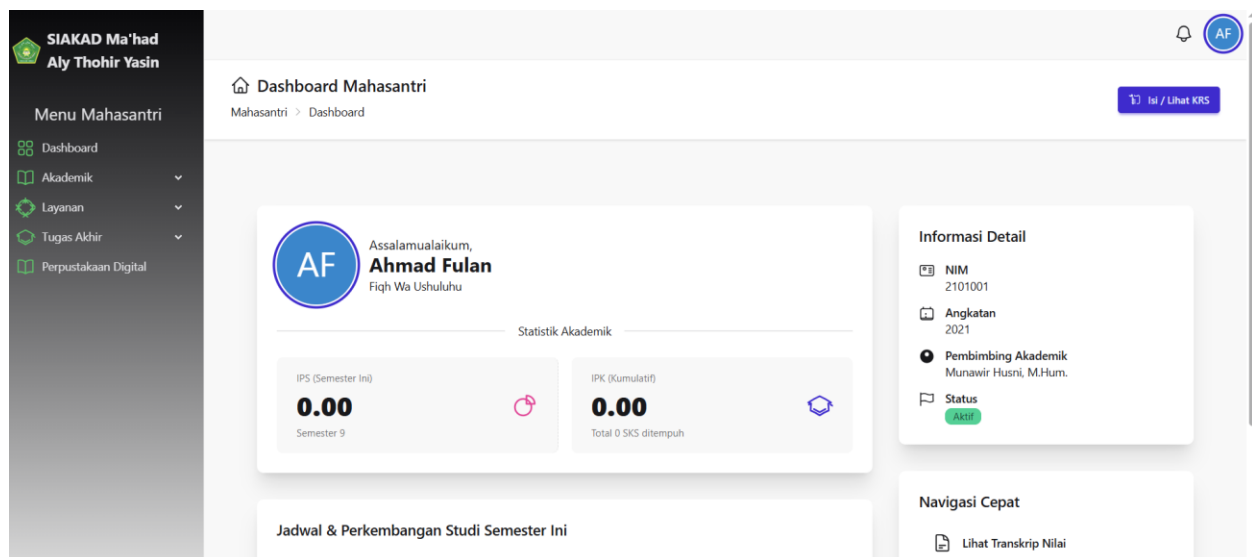 SIAKAD Ma'had
Aly Thohir Yasin
Menu Mahasantri
Dashboard
Akademik
Layanan
Tugas Akhir
Perpustakaan Digital
AF
Dashboard Mahasantri
Mahasantri > Dashboard
Isi / Lihat KRS
AF
Assalamualaikum,
Ahmad Fulan
Fiqh Wa Ushuluhu
Statistik Akademik
IPS (Semester Ini)
0.00
Semester 9
IPK (Kumulatif)
0.00
Total 0 SKS ditempuh
Jadwal & Perkembangan Studi Semester Ini
Informasi Detail
NIM
2101001
Angkatan
2021
Pembimbing Akademik
Munawir Husni, M.Hum.
Status
Aktif
Navigasi Cepat
Lihat Transkrip Nilai